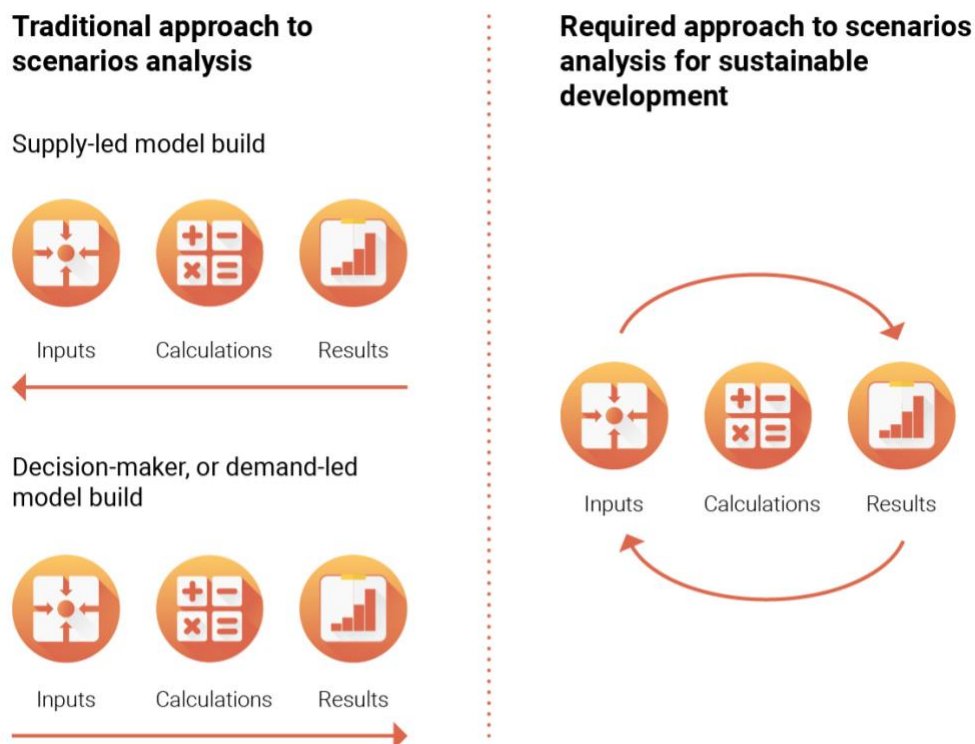 Traditional approach to
scenarios analysis
Supply-led model build
Inputs
Calculations
Results
Decision-maker, or demand-led
model build
Inputs
Calculations
Results
Required approach to scenarios
analysis for sustainable
development
Inputs
Calculations
Results